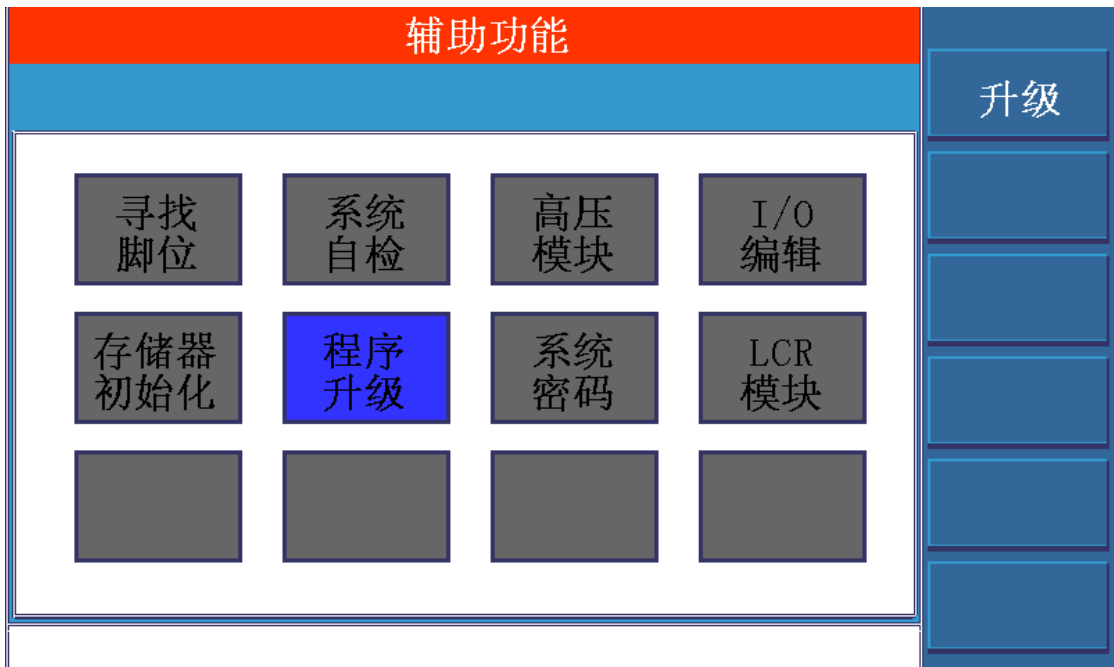 辅助功能
升级
寻找
脚位
系统
自检
高压
模块
I/O
编辑
存储器
初始化
程序
升级
系统
密码
LCR
模块